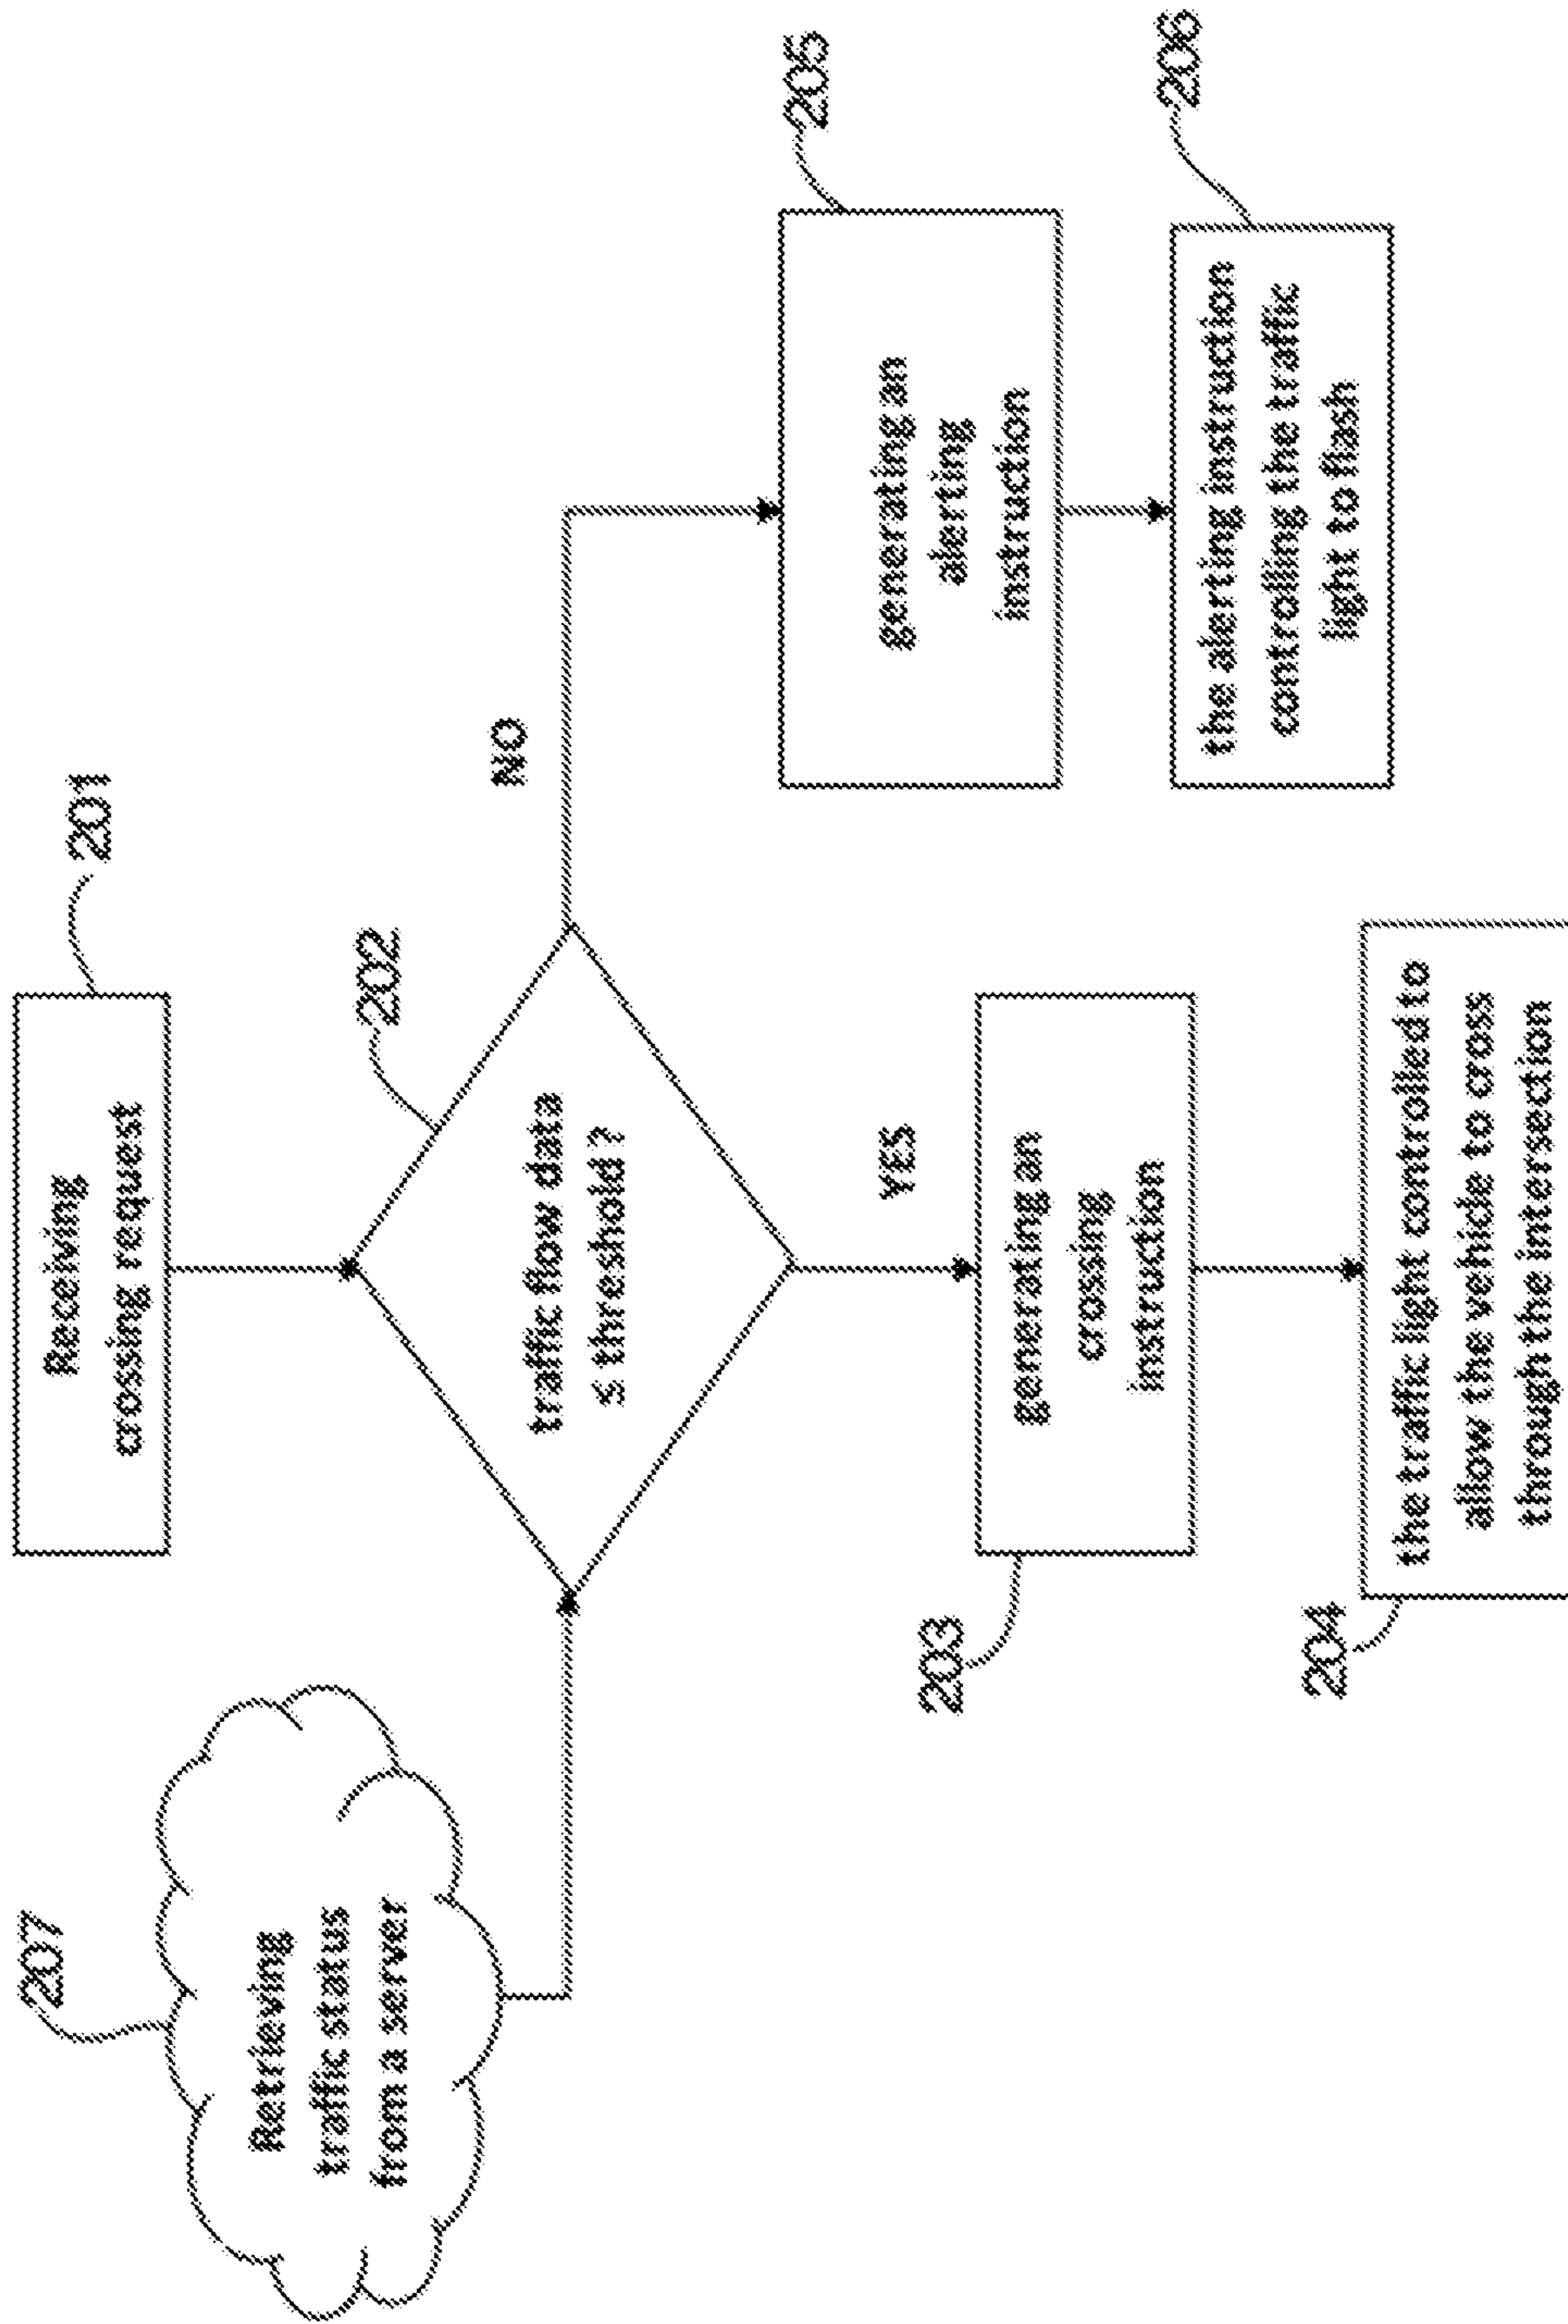 Receiving
crossing request
201
207
Retrieving
traffic status
from a server
202
traffic flow data
≤ threshold ?
NO
YES
205
generating an
alerting
instruction
203
generating an
crossing
instruction
206
the alerting instruction
controlling the traffic
light to flash
204
the traffic light controlled to
allow the vehicle to cross
through the intersection